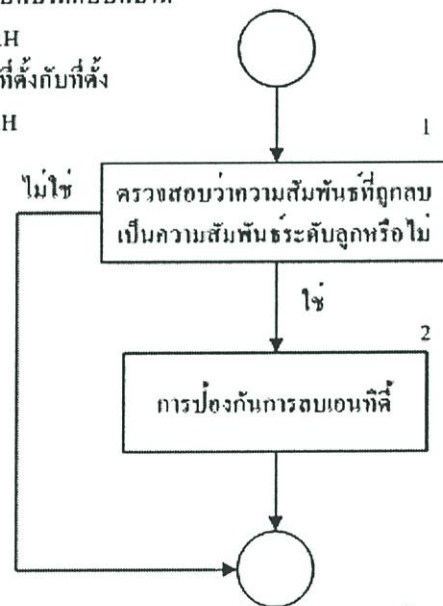 H
ที่ตั้งกับที่ตั้ง
H
1
ไม่ใช่
ตรวจสอบว่าความสัมพันธ์ที่ถูกลบ
เป็นความสัมพันธ์ระดับลูกหรือไม่
ใช่
2
การป้องกันการลบเอนทิตี้